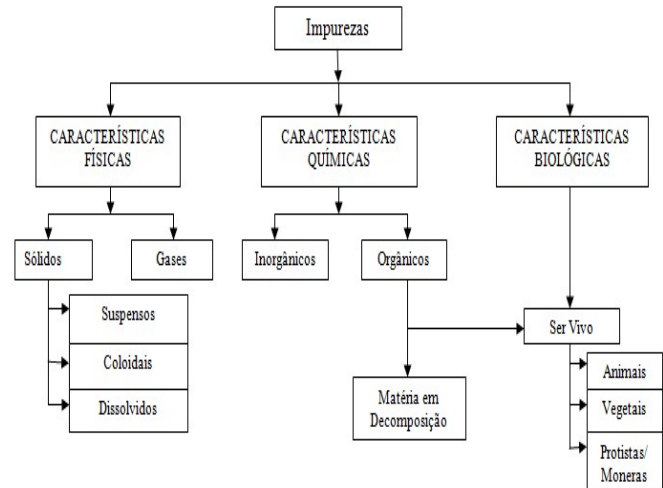 Impurezas
CARACTERÍSTICAS
FÍSICAS
CARACTERÍSTICAS
QUÍMICAS
CARACTERÍSTICAS
BIOLÓGICAS
Sólidos
Gases
Inorgânicos
Orgânicos
Suspensos
Coloidais
Dissolvidos
Matéria em
Decomposição
Ser Vivo
Animais
Vegetais
Protistas/
Moneras